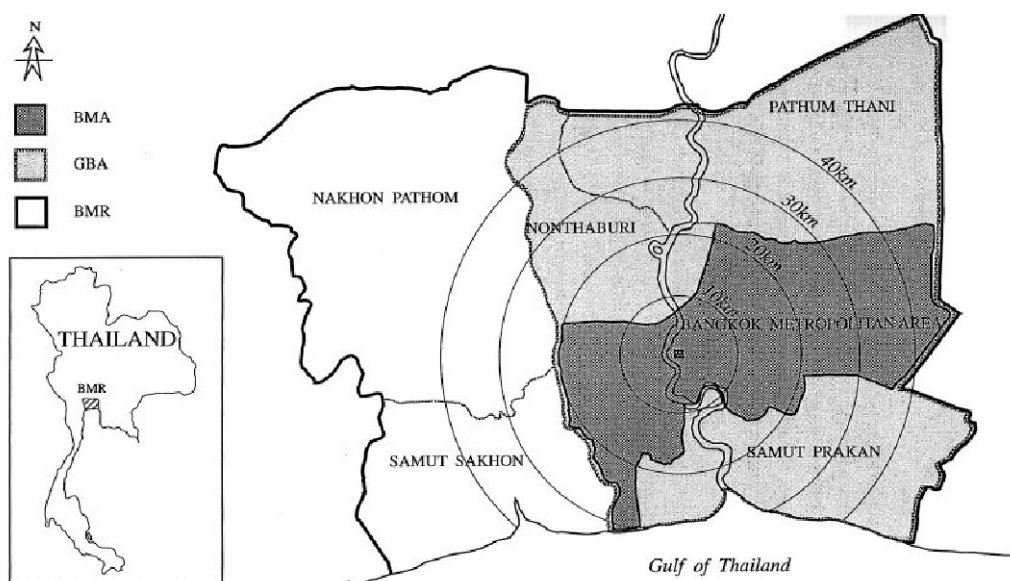 N
BMA
GBA
BMR
THAILAND
BMR
PATHUM THANI
NAKHON PATHOM
NONTHABURI
40km
30km
20km
10km
BANGKOK METROPOLITAN AREA
SAMUT SAKHON
SAMUT PRAKAN
Gulf of Thailand